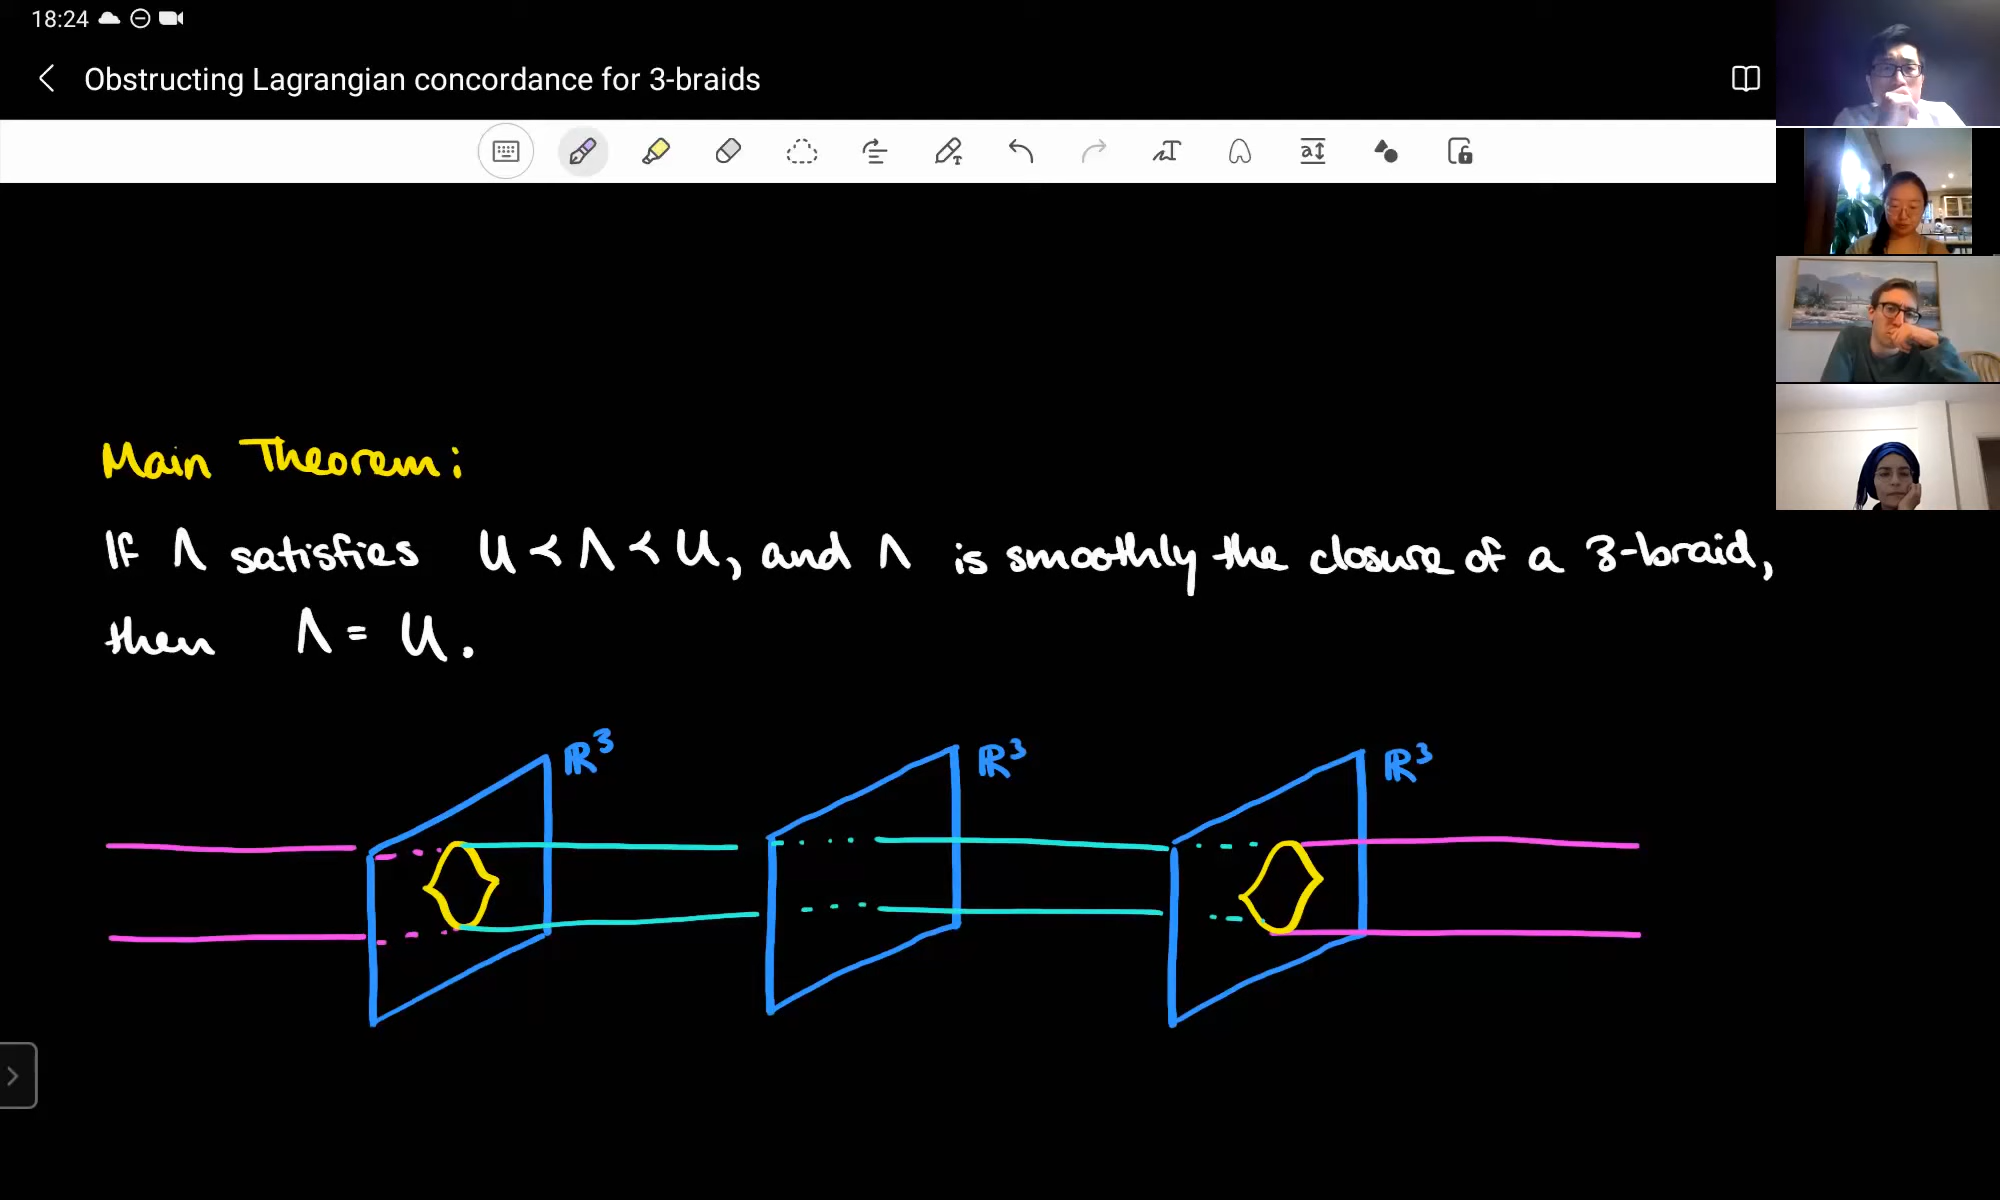 18:24
Obstructing Lagrangian concordance for 3-braids
Main Theorem:
If Λ satisfies U ≺ Λ ≺ U, and Λ is smoothly the closure of a 3-braid,
then Λ = U.
ℝ³ ℝ³ ℝ³